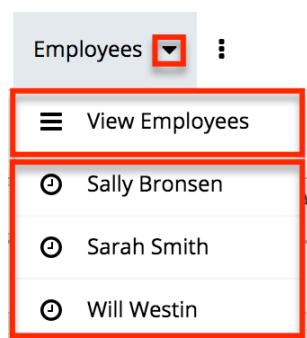 Employees
View Employees
Sally Bronsen
Sarah Smith
Will Westin